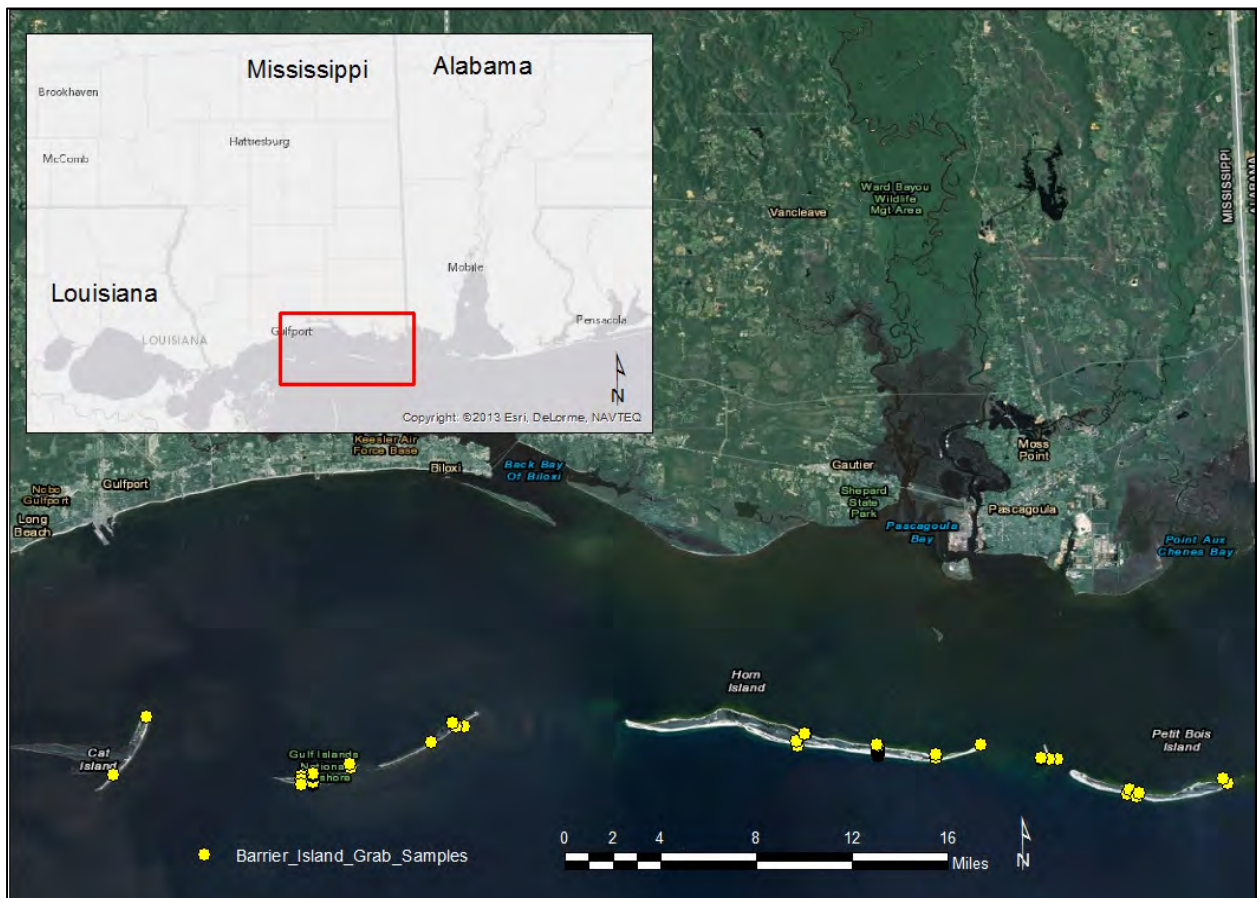 Mississippi
Alabama
Brookhaven
McComb
Hattiesburg
Louisiana
Mobile
Pensacola
LOUISIANA
Gulfport
N
Copyright: ©2013 Esri, DeLorme, NAVTEQ
MISSISSIPPI
ALABAMA
Ward Bayou
Wildlife
Mgt Area
Vancleave
Keesler Air
Force Base
Biloxi
Back Bay
Of Biloxi
Gulfport
Gulfport
Long
Beach
Gautier
Shepard
State
Park
Moss
Point
Pascagoula
Pascagoula
Bay
Point Aux
Chenes Bay
Horn
Island
Petit Bois
Island
Cat
Island
Gulf Islands
0 2 4 8 12 16
Miles
N
Barrier_Island_Grab_Samples